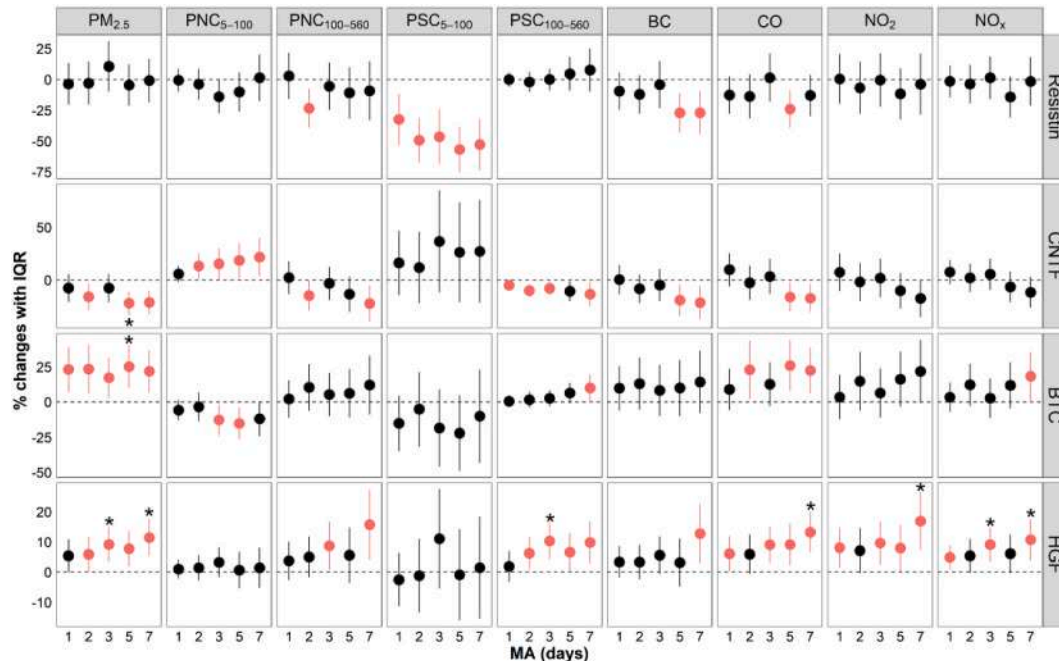 PM2.5 PNC5–100 PNC100–560 PSC5–100 PSC100–560 BC CO NO2 NOx
% changes with IQR
25
0
-25
-50
-75
Resistin
50
0
CNTF
*
*
25
0
-25
-50
BTC
20
10
0
-10
* * * * * * *
HGF
1 2 3 5 7 1 2 3 5 7 1 2 3 5 7 1 2 3 5 7 1 2 3 5 7 1 2 3 5 7 1 2 3 5 7 1 2 3 5 7 1 2 3 5 7
MA (days)